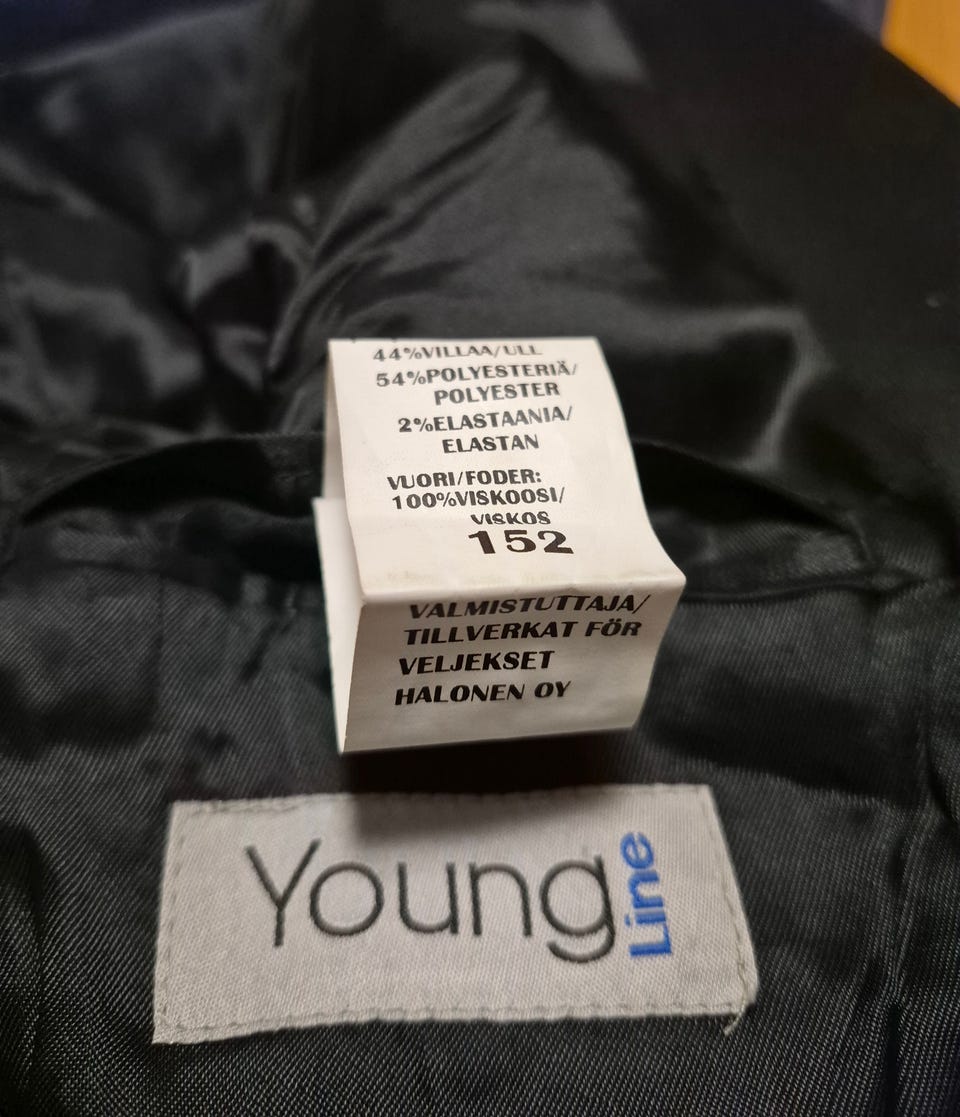 44%VILLAA/ULL
54%POLYESTERIÄ/
POLYESTER
2%ELASTAANIA/
ELASTAN
VUORI/FODER:
100%VISKOOSI/
VISKOS
152
VALMISTUTTAJA/
TILLVERKAT FÖR
VELJEKSET
HALONEN OY
Young
Line